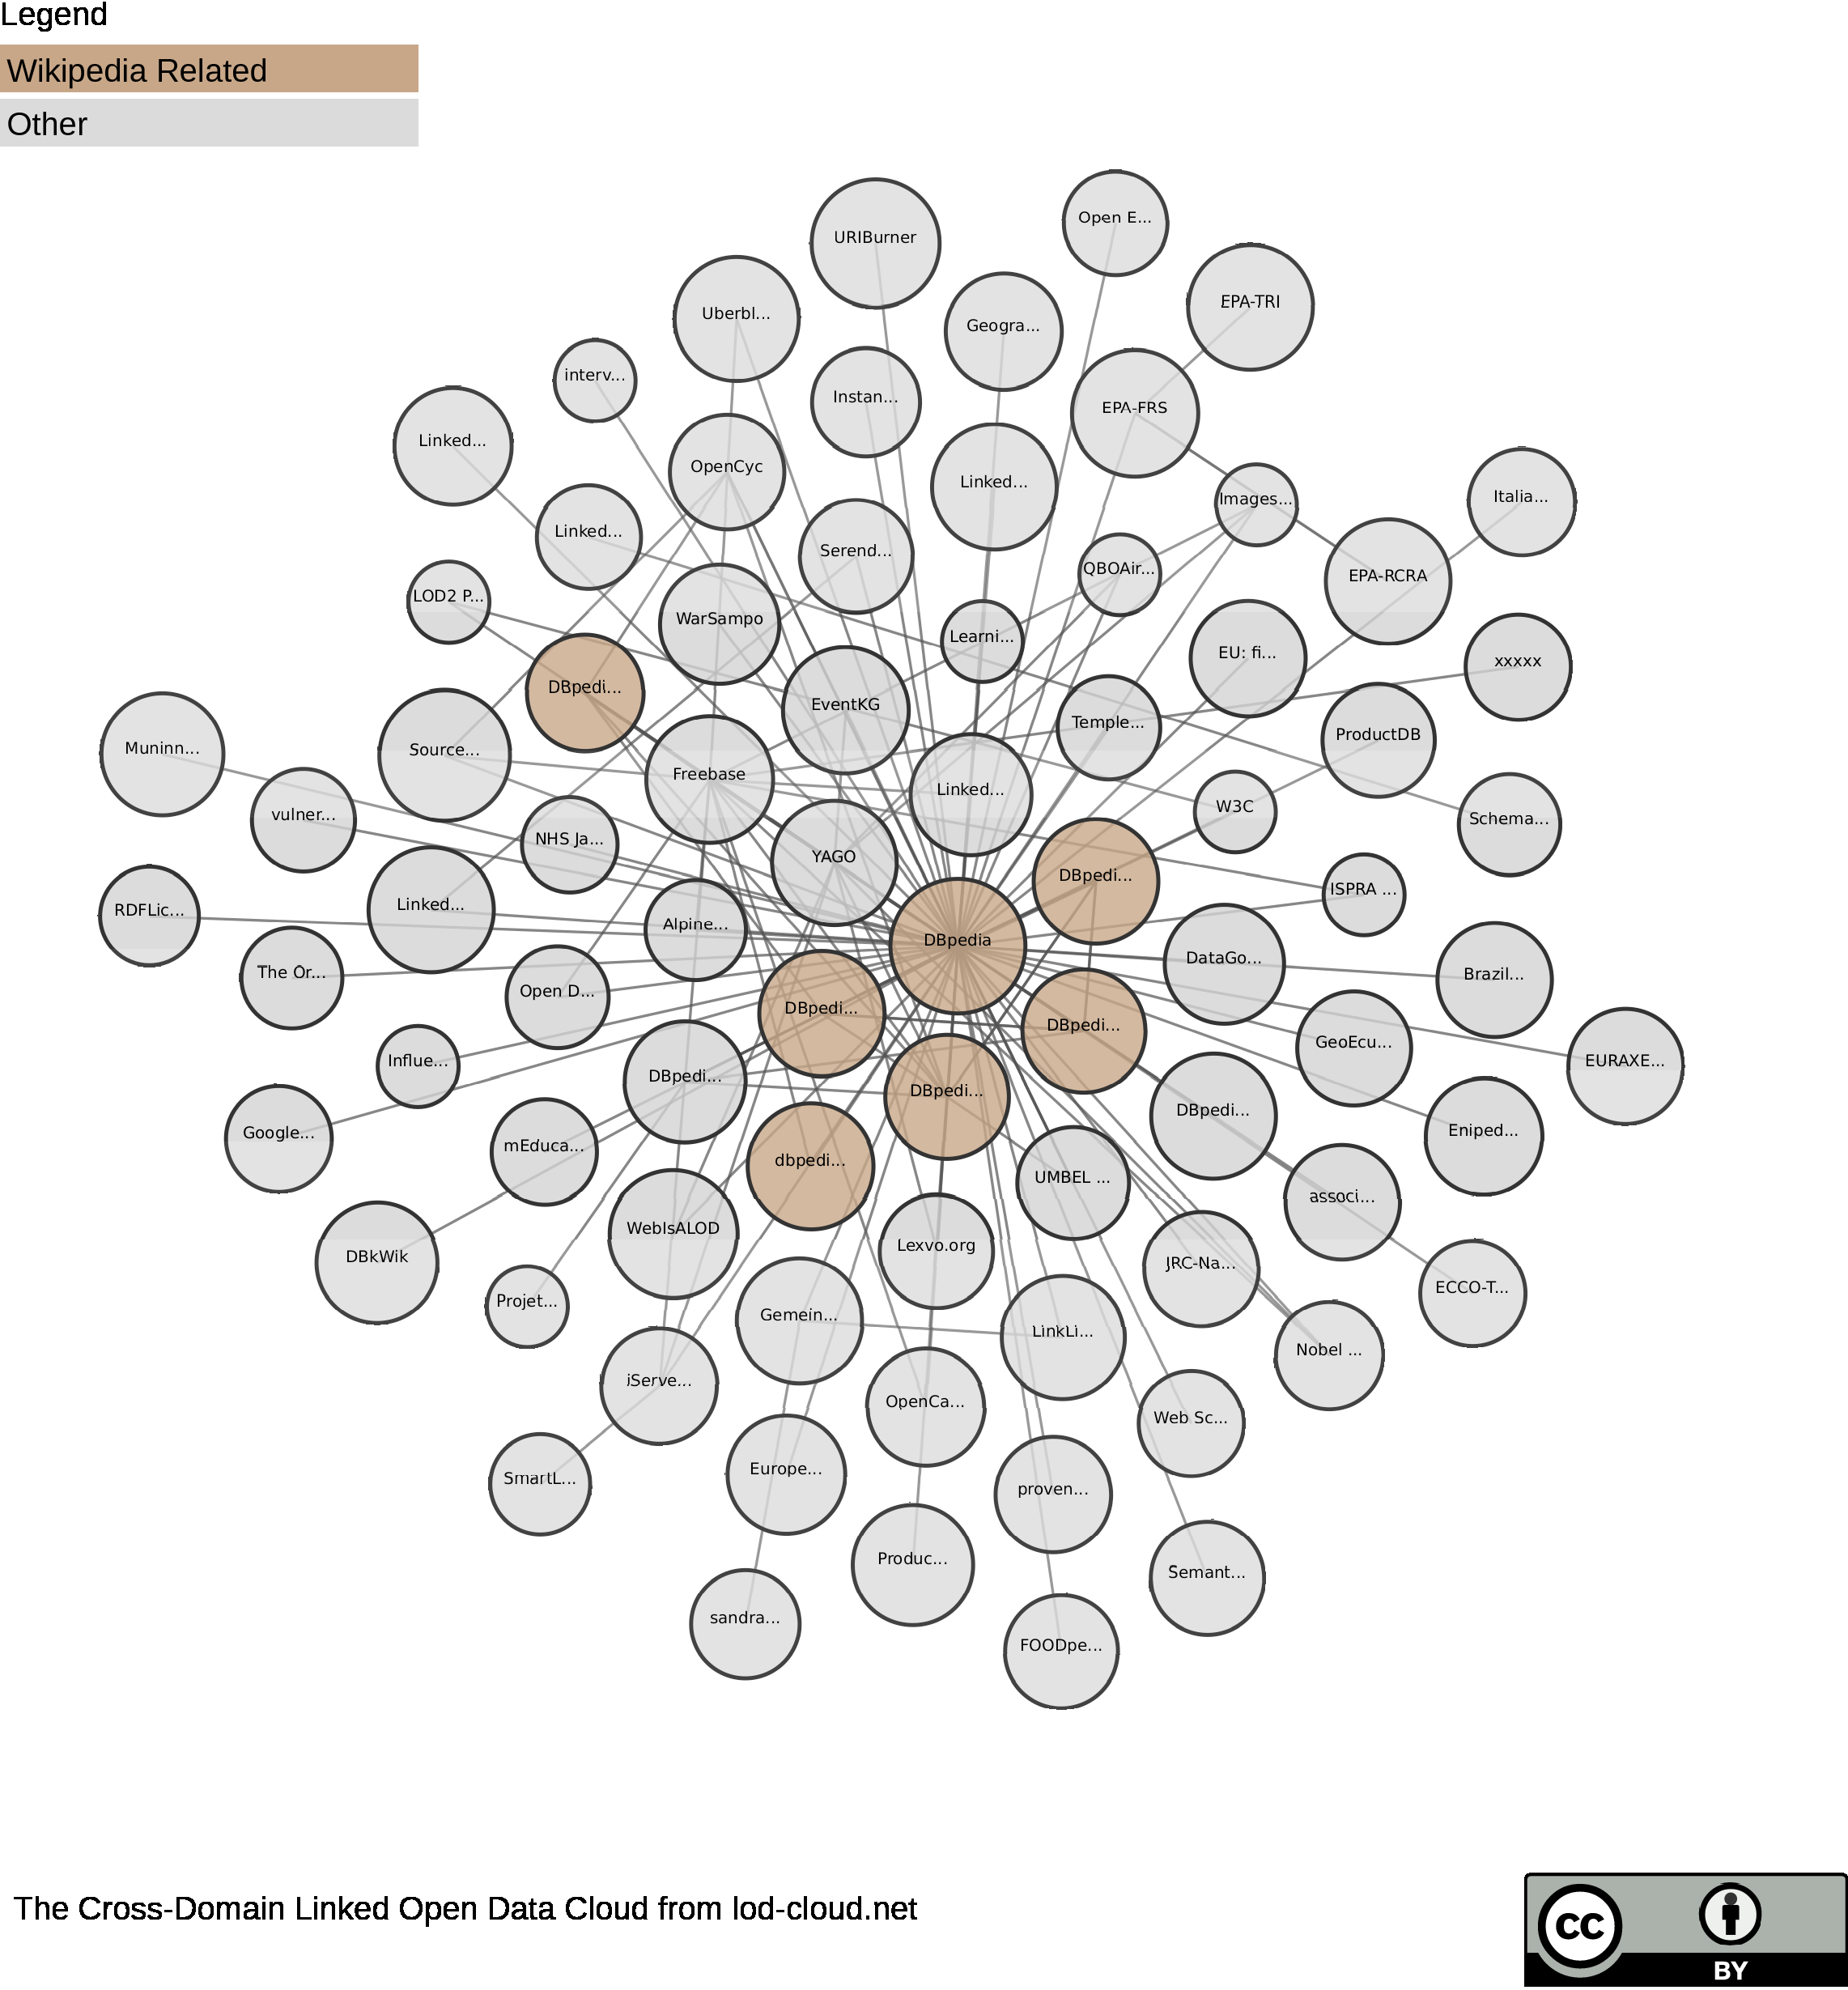 Legend
Wikipedia Related
Other
URIBurner
Open E...
EPA-TRI
Uberbl...
Geogra...
interv...
Instan...
EPA-FRS
Linked...
OpenCyc
Linked...
Images...
Italia...
Linked...
Serend...
QBOAir...
EPA-RCRA
LOD2 P...
WarSampo
Learni...
EU: fi...
xxxxx
DBpedi...
EventKG
Temple...
ProductDB
Muninn...
Source...
Freebase
Linked...
W3C
Schema...
vulner...
NHS Ja...
YAGO
DBpedi...
ISPRA ...
RDFLic...
Linked...
Alpine...
DBpedia
DataGo...
Brazil...
The Or...
Open D...
DBpedi...
DBpedi...
GeoEcu...
EURAXE...
Influe...
DBpedi...
DBpedi...
DBpedi...
Eniped...
Google...
mEduca...
dbpedi...
UMBEL ...
associ...
DBkWik
WebIsALOD
Lexvo.org
JRC-Na...
ECCO-T...
Projet...
Gemein...
LinkLi...
Nobel ...
iServe...
OpenCa...
Web Sc...
SmartL...
Europe...
proven...
Produc...
Semant...
sandra...
FOODpe...
The Cross-Domain Linked Open Data Cloud from lod-cloud.net
cc
BY